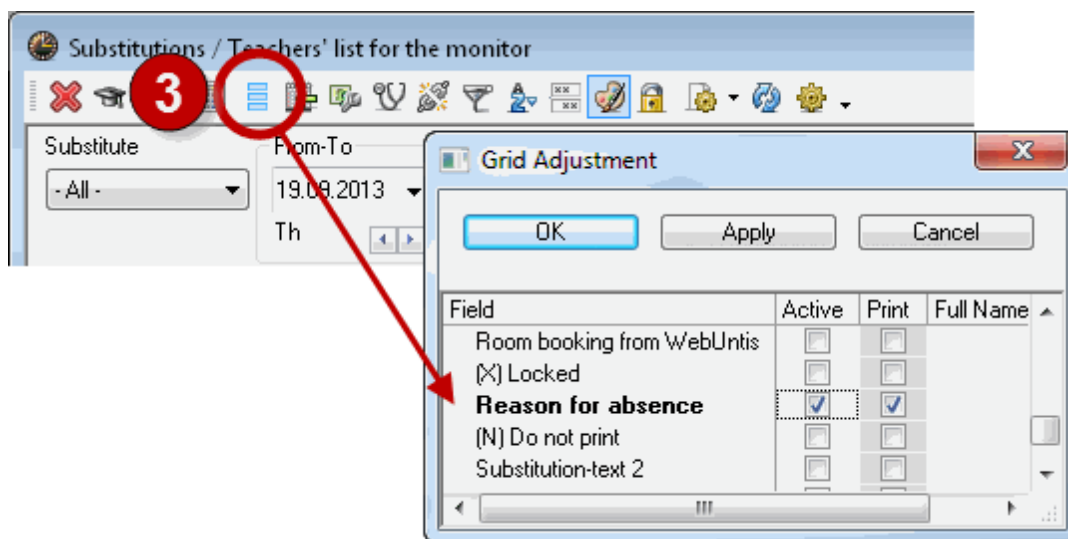 Substitutions / Teachers' list for the monitor
3
Substitute
From-To
- All -
19.09.2013
Th
Grid Adjustment
OK
Apply
Cancel
Field Active Print Full Name
Room booking from WebUntis
(X) Locked
Reason for absence
(N) Do not print
Substitution-text 2